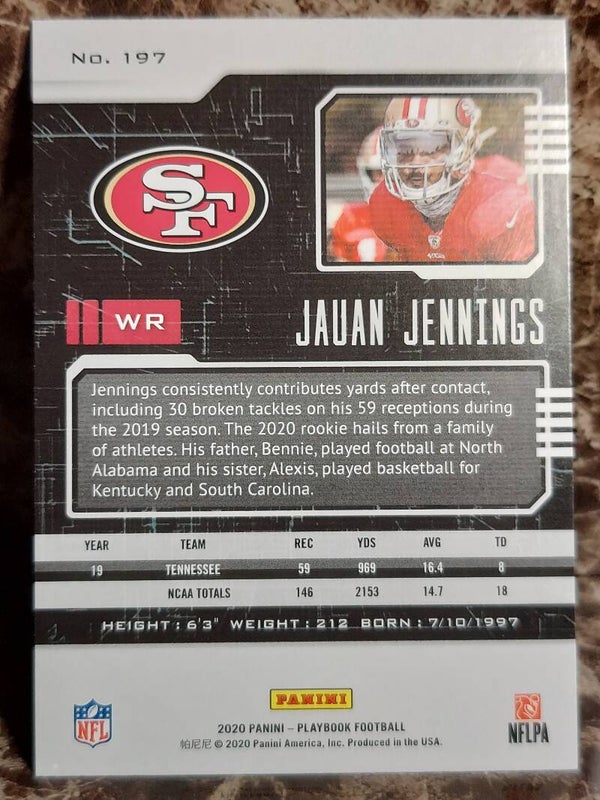 No. 197
SF
WR
JAUAN JENNINGS
Jennings consistently contributes yards after contact,
including 30 broken tackles on his 59 receptions during
the 2019 season. The 2020 rookie hails from a family
of athletes. His father, Bennie, played football at North
Alabama and his sister, Alexis, played basketball for
Kentucky and South Carolina.
YEAR TEAM REC YDS AVG TD
19 TENNESSEE 59 969 16.4 8
NCAA TOTALS 146 2153 14.7 18
HEIGHT : 6'3" WEIGHT : 212 BORN : 7/10/1997
PANINI
2020 PANINI – PLAYBOOK FOOTBALL
帕尼尼 © 2020 Panini America, Inc. Produced in the USA.
NFL
NFLPA